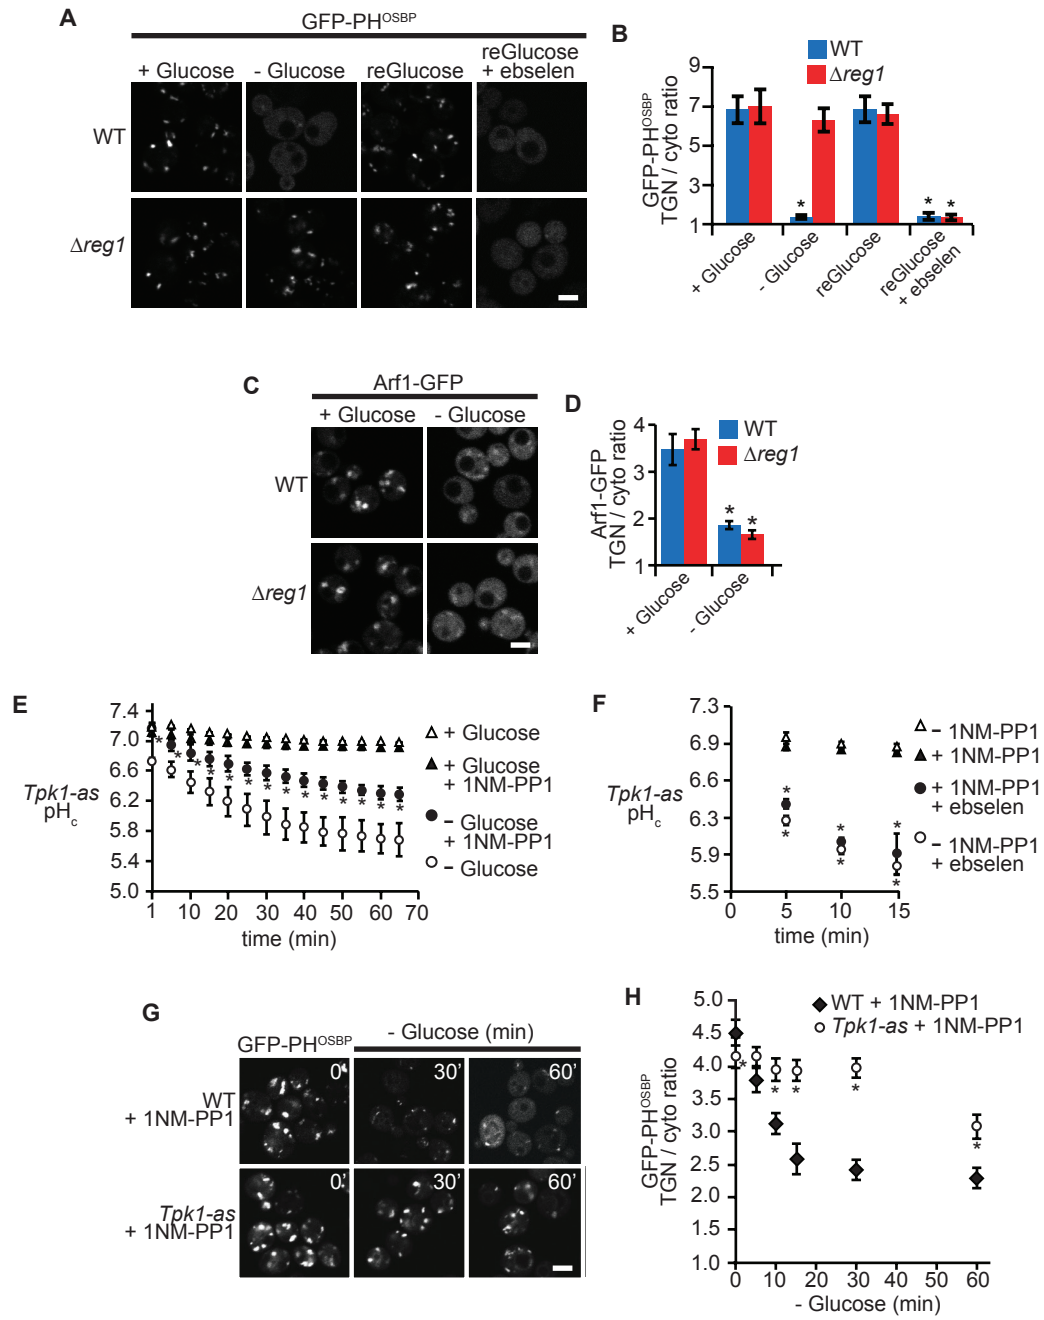 A
GFP-PH^OSBP
+ Glucose - Glucose reGlucose reGlucose + ebselen
WT
Δreg1
B
WT
Δreg1
GFP-PH^OSBP
TGN / cyto ratio
9
7
5
3
1
* * *
+ Glucose
- Glucose
reGlucose
reGlucose
+ ebselen
C
Arf1-GFP
+ Glucose - Glucose
WT
Δreg1
D
WT
Δreg1
Arf1-GFP
TGN / cyto ratio
4
3
2
1
* *
+ Glucose
- Glucose
E
Tpk1-as
pHc
7.4
7.0
6.6
6.2
5.8
5.4
5.0
* * * * * * * * * * * * * *
1 10 20 30 40 50 60 70
time (min)
+ Glucose
+ Glucose
+ 1NM-PP1
– Glucose
+ 1NM-PP1
– Glucose
F
Tpk1-as
pHc
7.3
6.9
6.6
6.3
5.9
5.5
* * *
* * *
0 5 10 15
time (min)
– 1NM-PP1
+ 1NM-PP1
+ 1NM-PP1
+ ebselen
– 1NM-PP1
+ ebselen
G
GFP-PH^OSBP
- Glucose (min)
WT
+ 1NM-PP1
0' 30' 60'
Tpk1-as
+ 1NM-PP1
0' 30' 60'
H
WT + 1NM-PP1
Tpk1-as + 1NM-PP1
GFP-PH^OSBP
TGN / cyto ratio
5.0
4.5
4.0
3.5
3.0
2.5
2.0
1.5
1.0
* * * * *
0 10 20 30 40 50 60
- Glucose (min)